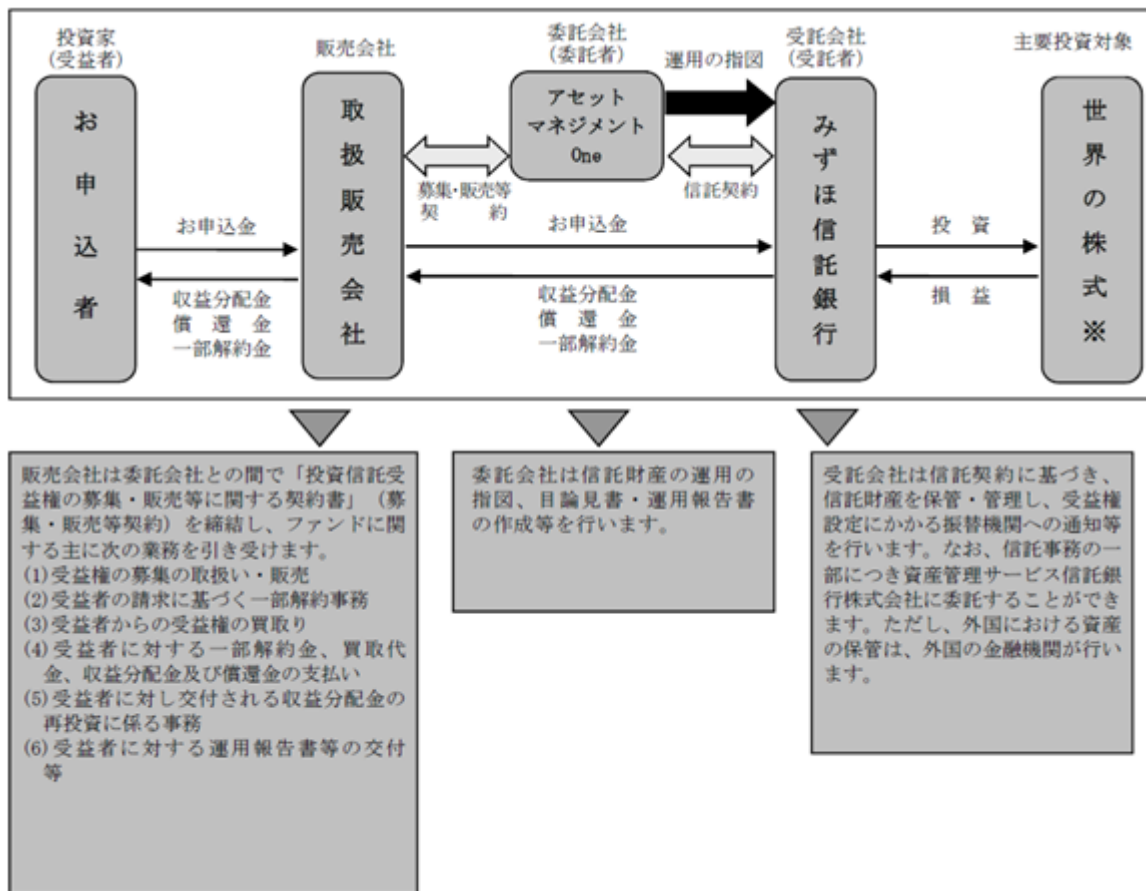 投資家
(受益者)
販売会社
委託会社
(委託者)
受託会社
(受託者)
主要投資対象
お申込者
取扱販売会社
アセット
マネジメント
One
運用の指図
みずほ信託銀行
世界の株式※
募集・販売等
契　　約
信託契約
お申込金
収益分配金
償　還　金
一部解約金
お申込金
収益分配金
償　還　金
一部解約金
投　資
損　益
販売会社は委託会社との間で「投資信託受
益権の募集・販売等に関する契約書」（募
集・販売等契約）を締結し、ファンドに関
する主に次の業務を引き受けます。
(1)受益権の募集の取扱い・販売
(2)受益者の請求に基づく一部解約事務
(3)受益者からの受益権の買取り
(4)受益者に対する一部解約金、買取代
金、収益分配金及び償還金の支払い
(5)受益者に対し交付される収益分配金の
再投資に係る事務
(6)受益者に対する運用報告書等の交付
等
委託会社は信託財産の運用の
指図、目論見書・運用報告書
の作成等を行います。
受託会社は信託契約に基づき、
信託財産を保管・管理し、受益権
設定にかかる振替機関への通知等
を行います。なお、信託事務の一
部につき資産管理サービス信託銀
行株式会社に委託することができ
ます。ただし、外国における資産
の保管は、外国の金融機関が行い
ます。